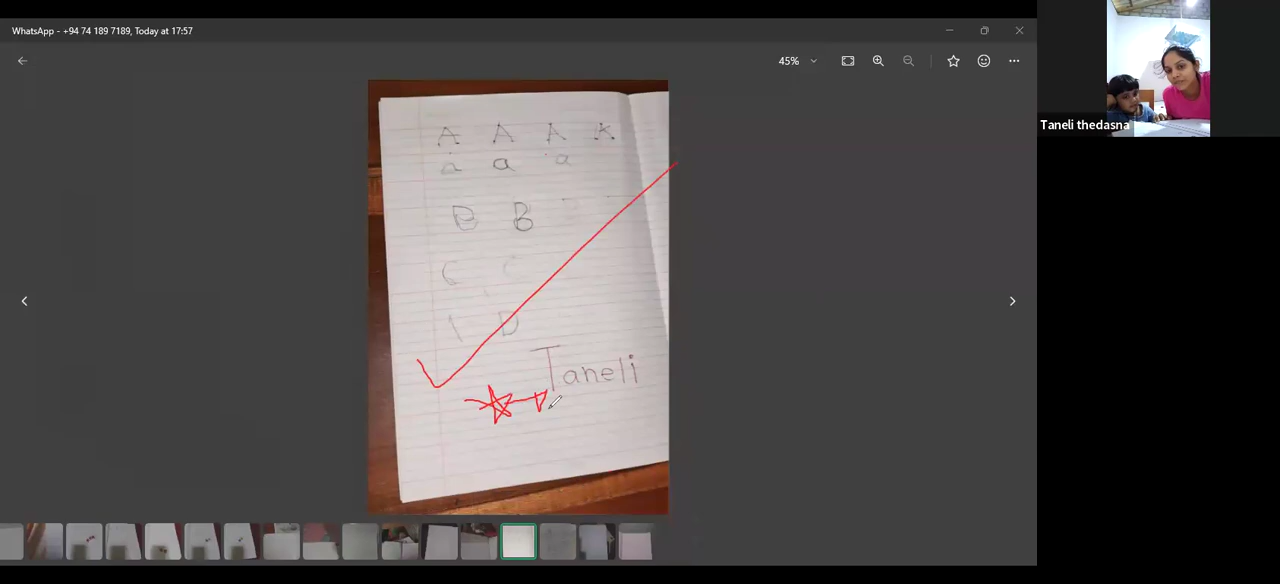 WhatsApp - +94 74 189 7189, Today at 17:57
45%
Taneli thedasna
A A A K
a a a
B B
C C
D
Taneli